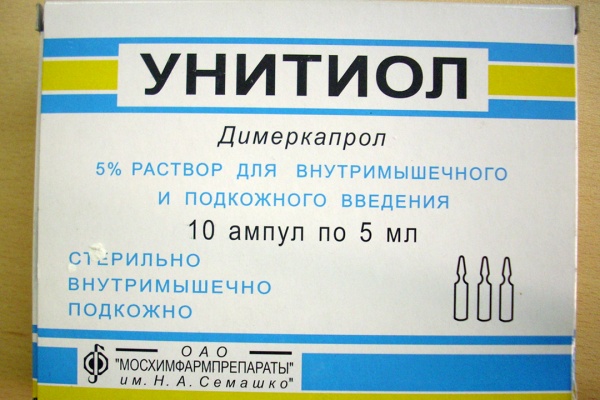 УНИТИОЛ
Димеркапрол
5% РАСТВОР ДЛЯ ВНУТРИМЫШЕЧНОГО
И ПОДКОЖНОГО ВВЕДЕНИЯ
10 ампул по 5 мл
СТЕРИЛЬНО
ВНУТРИМЫШЕЧНО
ПОДКОЖНО
ОАО
"МОСХИМФАРМПРЕПАРАТЫ"
им. Н. А. Семашко"